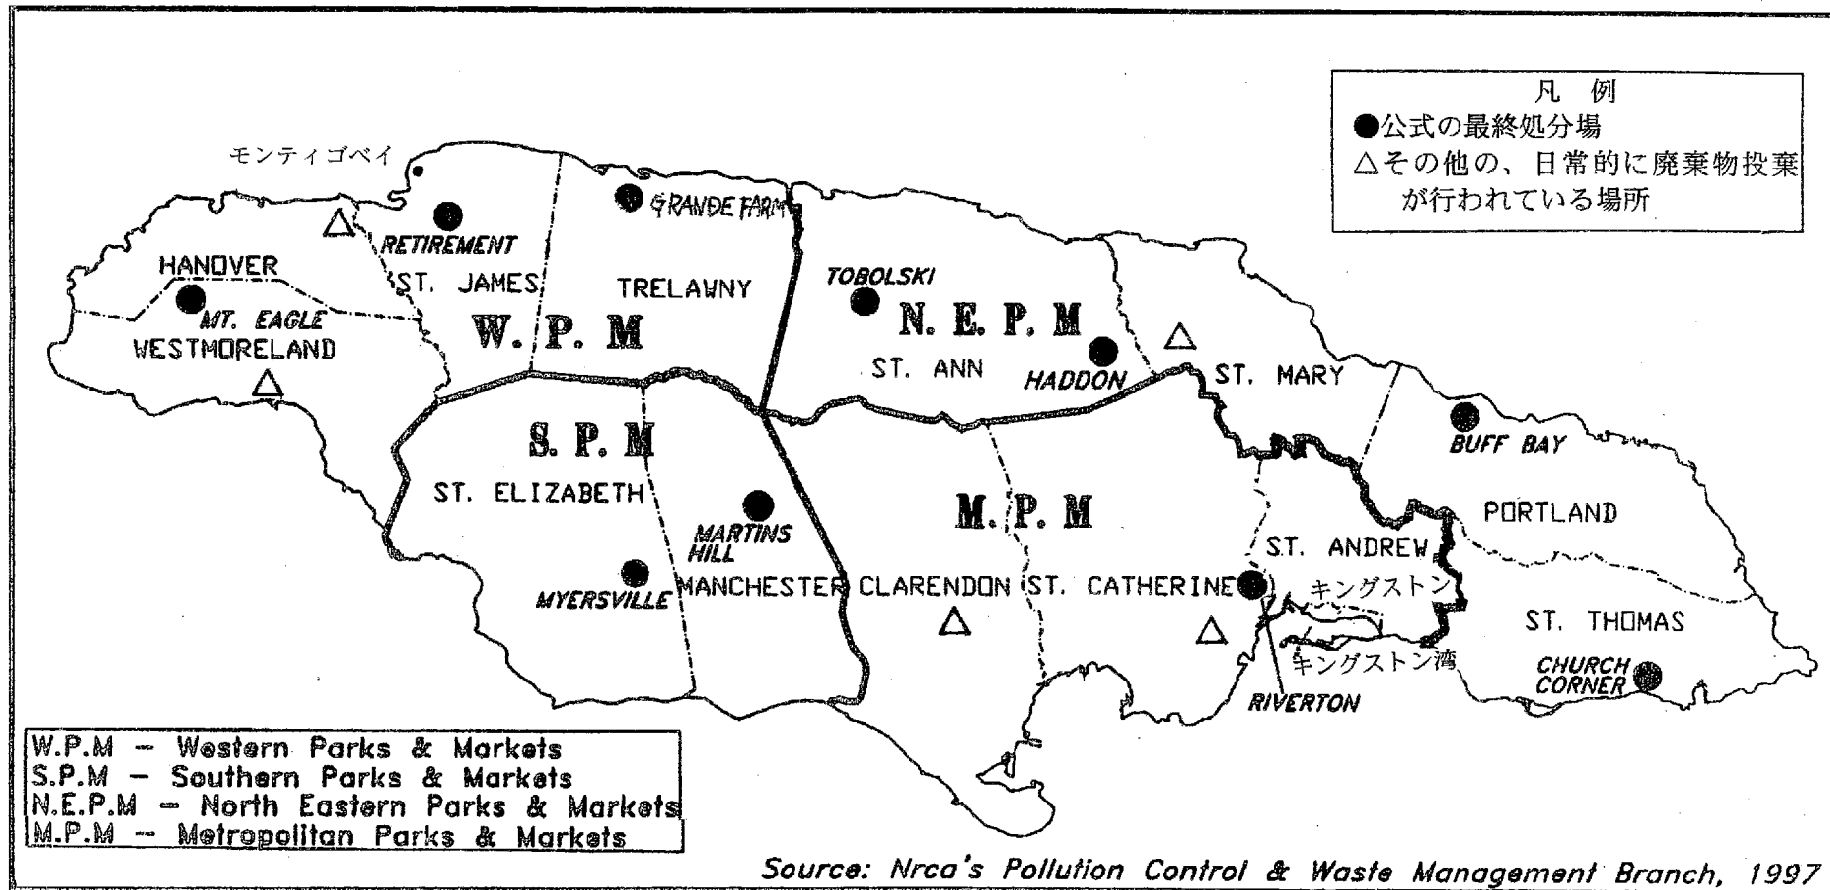 凡 例
●公式の最終処分場
△その他の、日常的に廃棄物投棄
が行われている場所
モンティゴベイ
GRANDE FARM
RETIREMENT
HANOVER
ST. JAMES
TRELAWNY
TOBOLSKI
MT. EAGLE
WESTMORELAND
W. P. M
N. E. P. M
ST. ANN
HADDON
ST. MARY
S. P. M
BUFF BAY
ST. ELIZABETH
M. P. M
PORTLAND
MARTINS
HILL
ST. ANDREW
MYERSVILLE
MANCHESTER
CLARENDON
ST. CATHERINE
キングストン
ST. THOMAS
キングストン湾
CHURCH
CORNER
RIVERTON
W.P.M - Western Parks & Markets
S.P.M - Southern Parks & Markets
N.E.P.M - North Eastern Parks & Markets
M.P.M - Metropolitan Parks & Markets
Source: Nrca's Pollution Control & Waste Management Branch, 1997